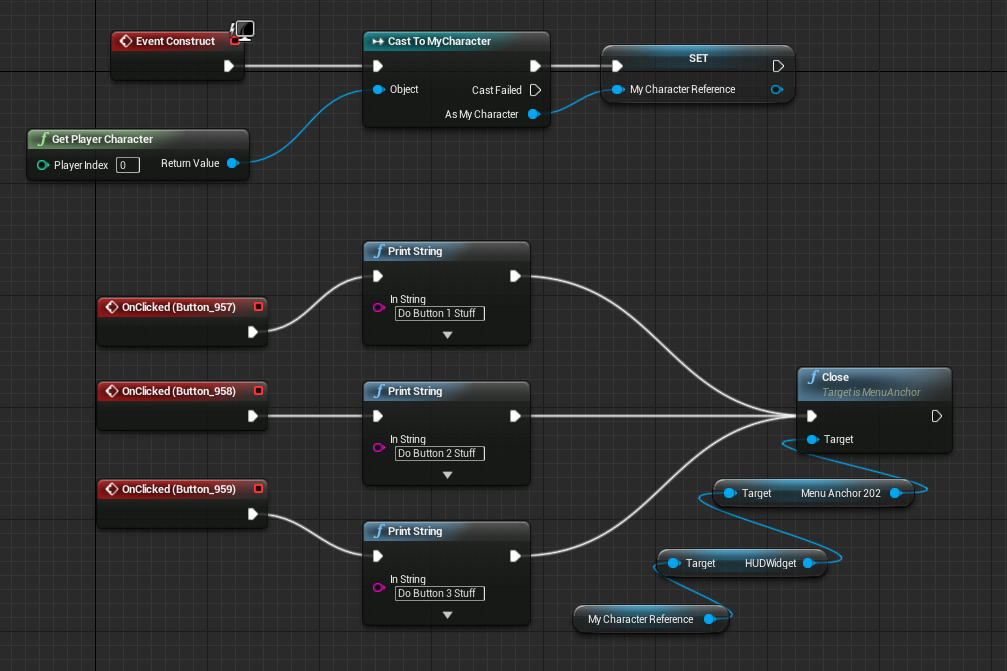 Event Construct
Cast To MyCharacter
SET
Object
Cast Failed
As My Character
My Character Reference
Get Player Character
Player Index 0
Return Value
Print String
In String
Do Button 1 Stuff
OnClicked (Button_957)
Print String
In String
Do Button 2 Stuff
OnClicked (Button_958)
Close
Target is MenuAnchor
Target
OnClicked (Button_959)
Print String
In String
Do Button 3 Stuff
Target Menu Anchor 202
Target HUDWidget
My Character Reference